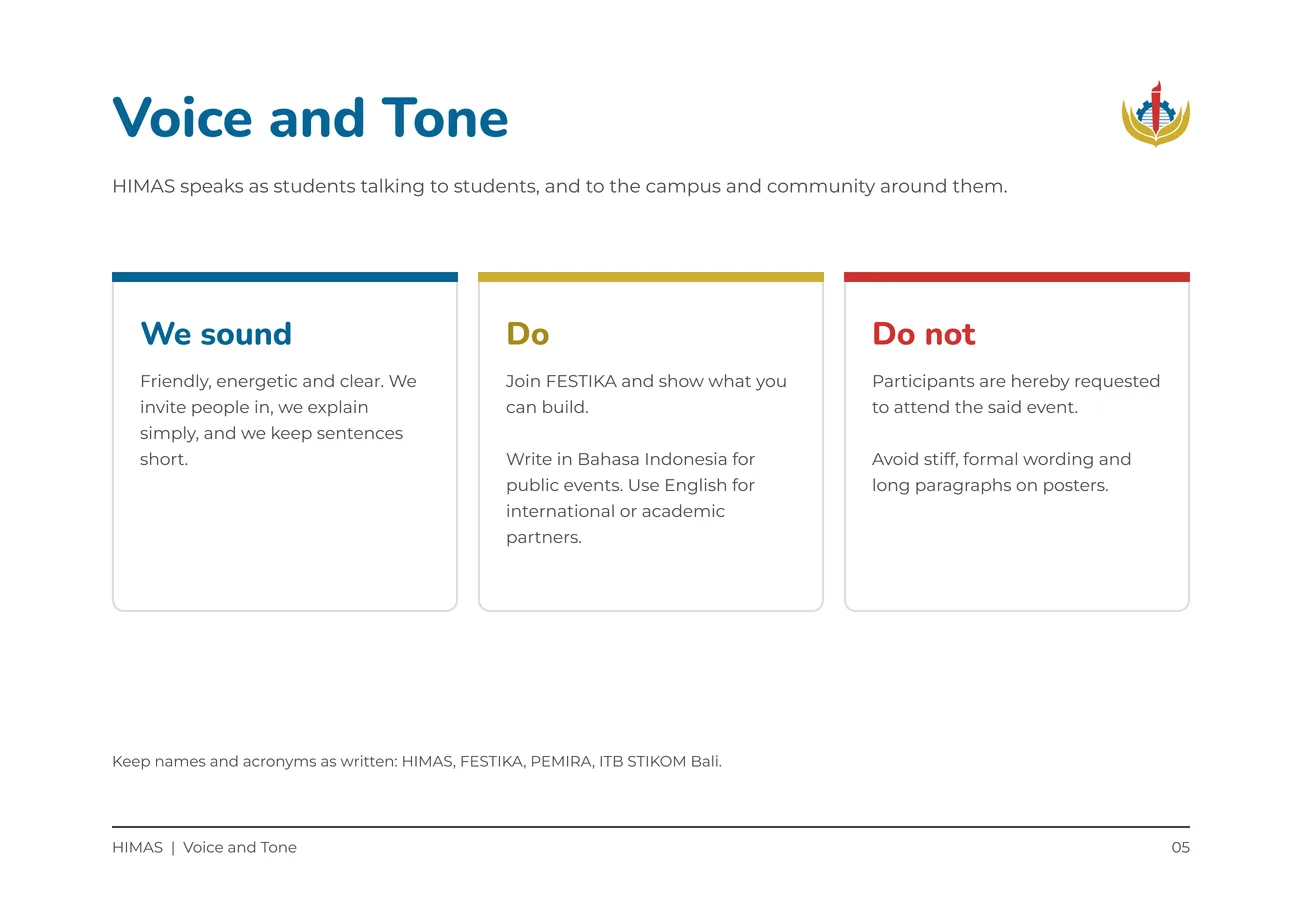 Voice and Tone
HIMAS speaks as students talking to students, and to the campus and community around them.
We sound
Friendly, energetic and clear. We
invite people in, we explain
simply, and we keep sentences
short.
Do
Join FESTIKA and show what you
can build.
Write in Bahasa Indonesia for
public events. Use English for
international or academic
partners.
Do not
Participants are hereby requested
to attend the said event.
Avoid stiff, formal wording and
long paragraphs on posters.
Keep names and acronyms as written: HIMAS, FESTIKA, PEMIRA, ITB STIKOM Bali.
HIMAS | Voice and Tone
05